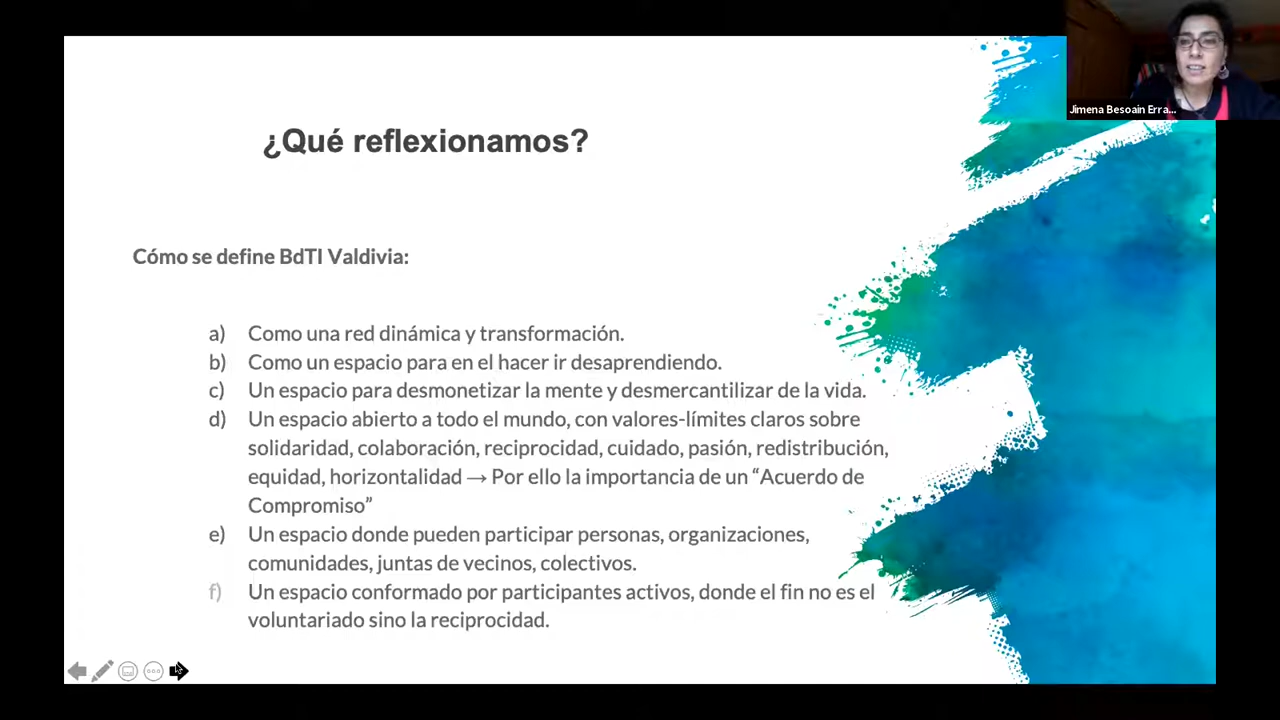 Jimena Besoain Erra...
¿Qué reflexionamos?
Cómo se define BdTI Valdivia:
a) Como una red dinámica y transformación.
b) Como un espacio para en el hacer ir desaprendiendo.
c) Un espacio para desmonetizar la mente y desmercantilizar de la vida.
d) Un espacio abierto a todo el mundo, con valores-límites claros sobre
solidaridad, colaboración, reciprocidad, cuidado, pasión, redistribución,
equidad, horizontalidad → Por ello la importancia de un “Acuerdo de
Compromiso”
e) Un espacio donde pueden participar personas, organizaciones,
comunidades, juntas de vecinos, colectivos.
f) Un espacio conformado por participantes activos, donde el fin no es el
voluntariado sino la reciprocidad.